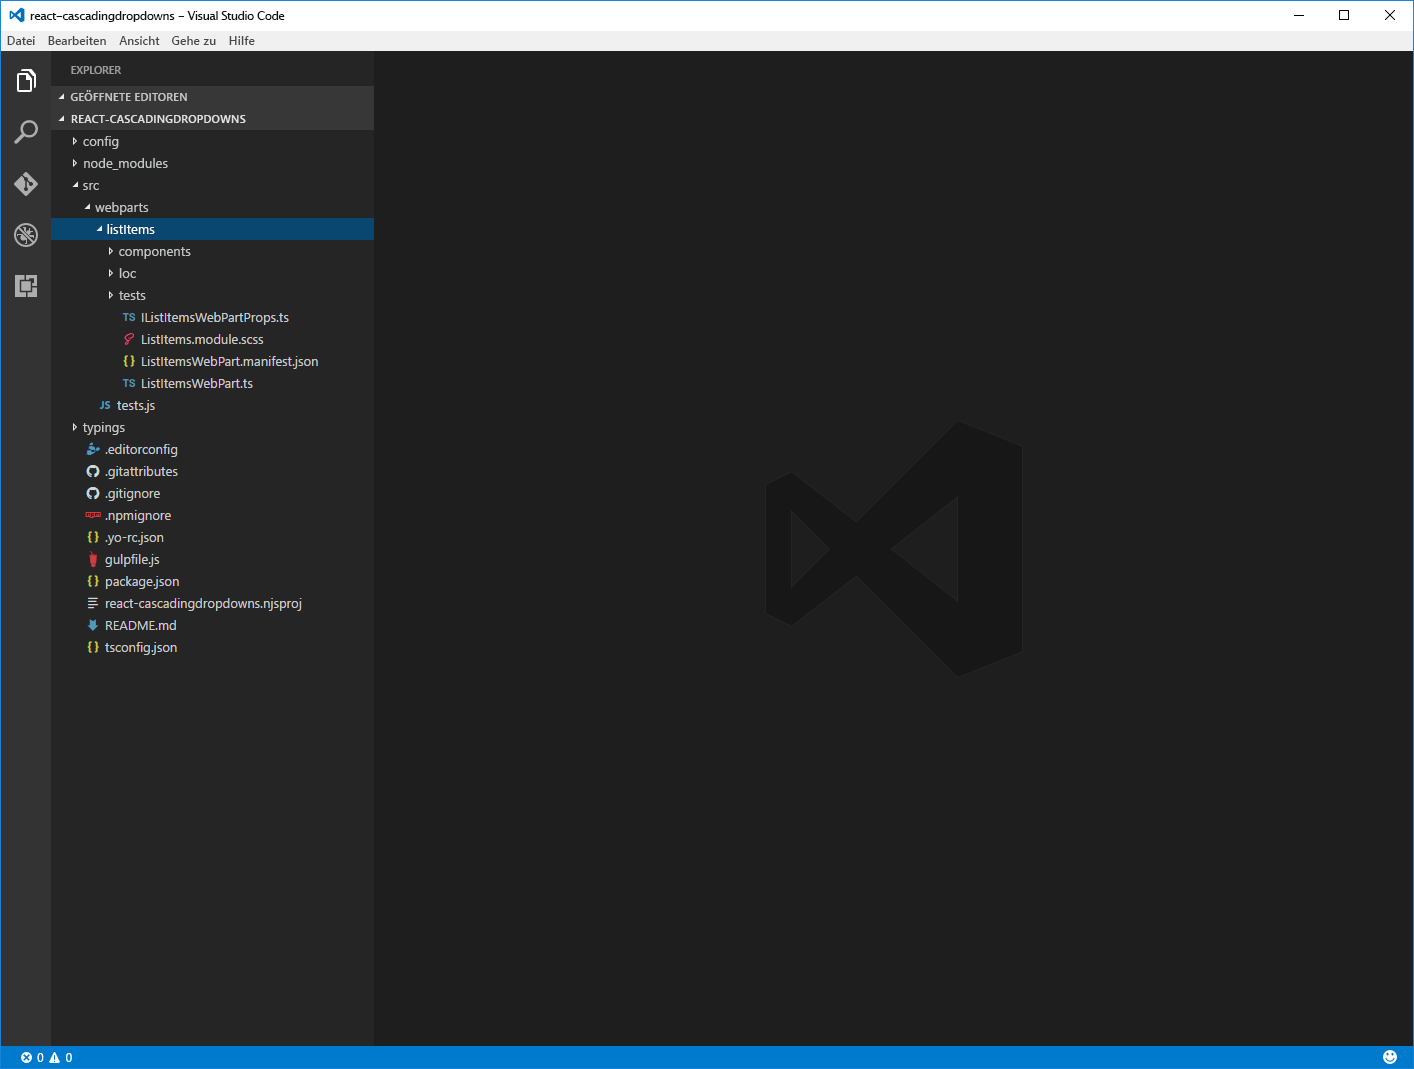 react-cascadingdropdowns - Visual Studio Code
Datei Bearbeiten Ansicht Gehe zu Hilfe
EXPLORER
GEÖFFNETE EDITOREN
REACT-CASCADINGDROPDOWNS
config
node_modules
src
webparts
listItems
components
loc
tests
TS IListItemsWebPartProps.ts
ListItems.module.scss
{} ListItemsWebPart.manifest.json
TS ListItemsWebPart.ts
JS tests.js
typings
.editorconfig
.gitattributes
.gitignore
npm .npmignore
{} .yo-rc.json
gulpfile.js
{} package.json
react-cascadingdropdowns.njsproj
README.md
{} tsconfig.json
0 0